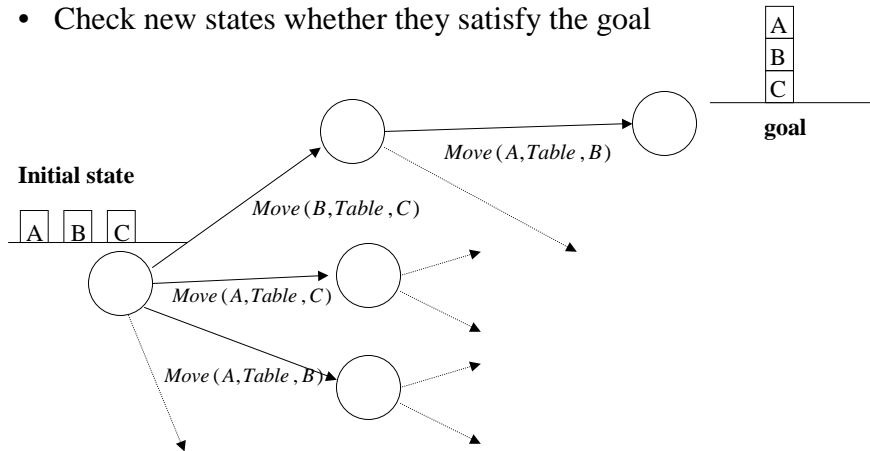 • Check new states whether they satisfy the goal
A
B
C
goal
Move (A,Table , B)
Initial state
A B C
Move (B,Table , C)
Move (A,Table , C)
Move (A,Table , B)